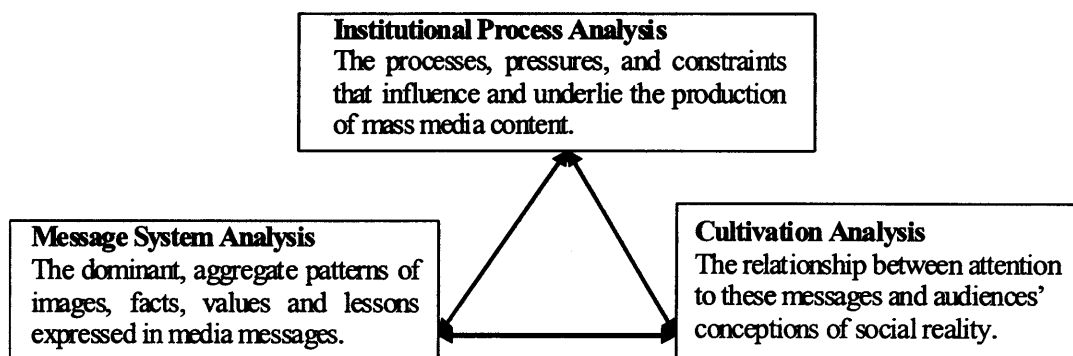 Institutional Process Analysis
The processes, pressures, and constraints
that influence and underlie the production
of mass media content.
Message System Analysis
The dominant, aggregate patterns of
images, facts, values and lessons
expressed in media messages.
Cultivation Analysis
The relationship between attention
to these messages and audiences’
conceptions of social reality.